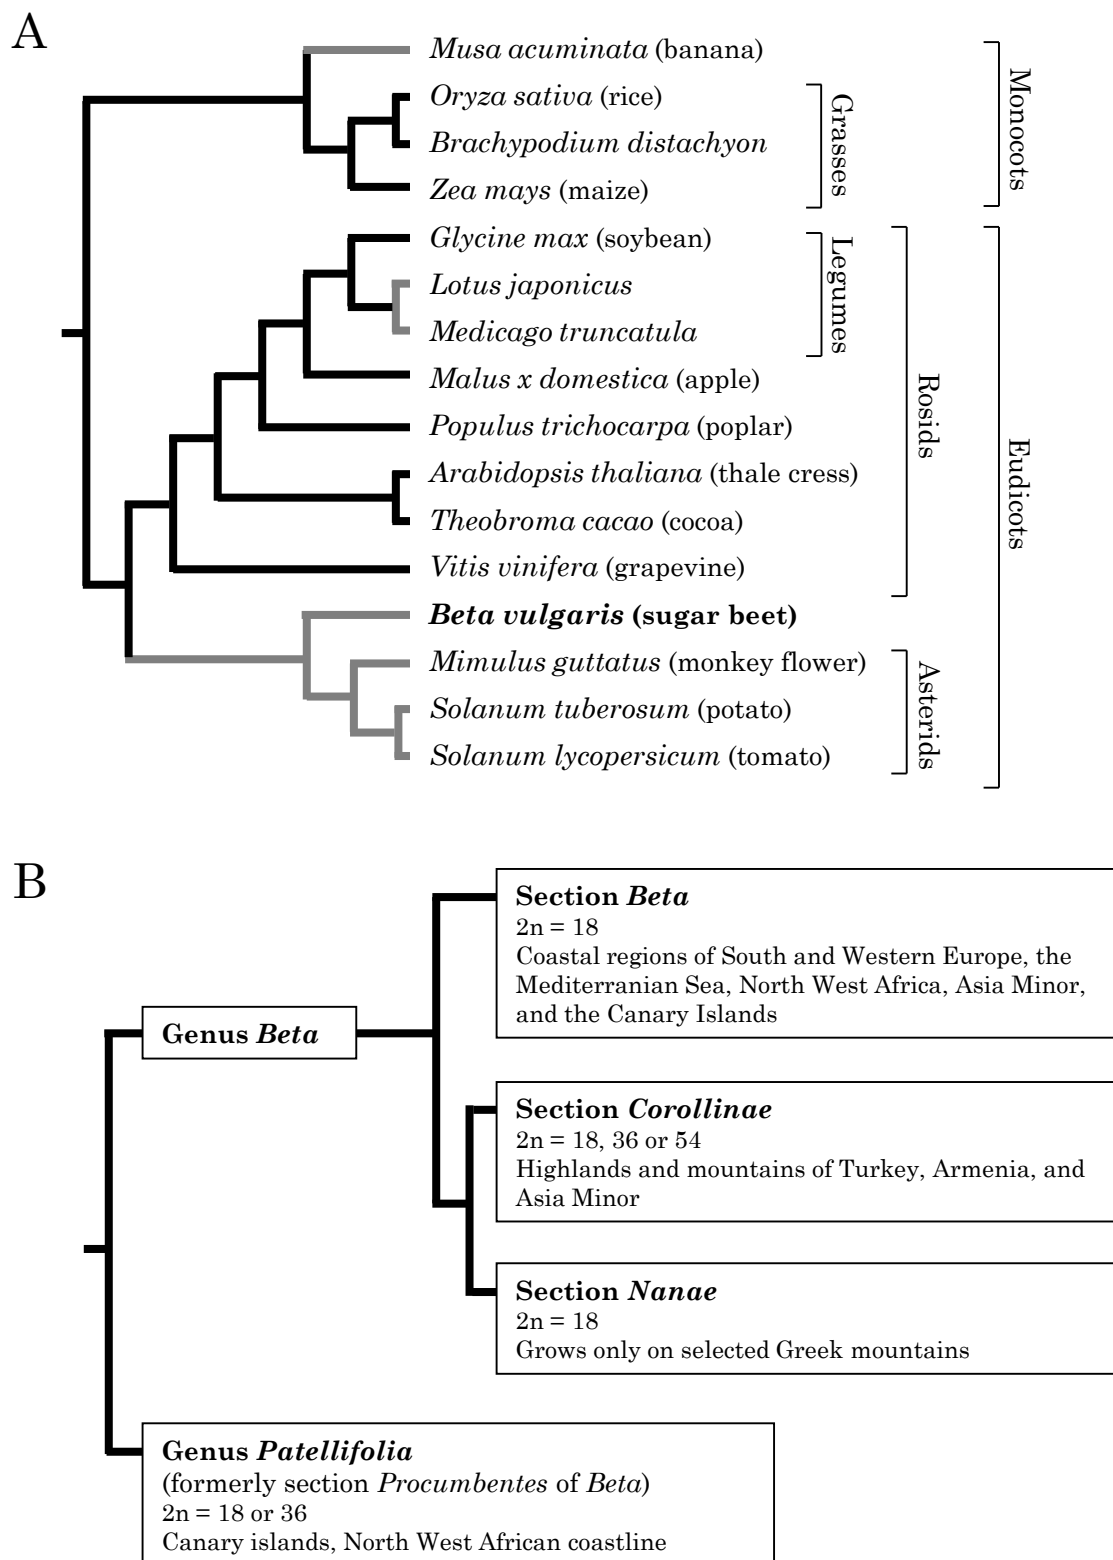 A
Musa acuminata (banana)
Oryza sativa (rice)
Brachypodium distachyon
Zea mays (maize)
Grasses
Monocots
Glycine max (soybean)
Lotus japonicus
Medicago truncatula
Legumes
Malus x domestica (apple)
Populus trichocarpa (poplar)
Arabidopsis thaliana (thale cress)
Theobroma cacao (cocoa)
Vitis vinifera (grapevine)
Rosids
Beta vulgaris (sugar beet)
Mimulus guttatus (monkey flower)
Solanum tuberosum (potato)
Solanum lycopersicum (tomato)
Asterids
Eudicots
B
Section Beta
2n = 18
Coastal regions of South and Western Europe, the
Mediterranian Sea, North West Africa, Asia Minor,
and the Canary Islands
Genus Beta
Section Corollinae
2n = 18, 36 or 54
Highlands and mountains of Turkey, Armenia, and
Asia Minor
Section Nanae
2n = 18
Grows only on selected Greek mountains
Genus Patellifolia
(formerly section Procumbentes of Beta)
2n = 18 or 36
Canary islands, North West African coastline